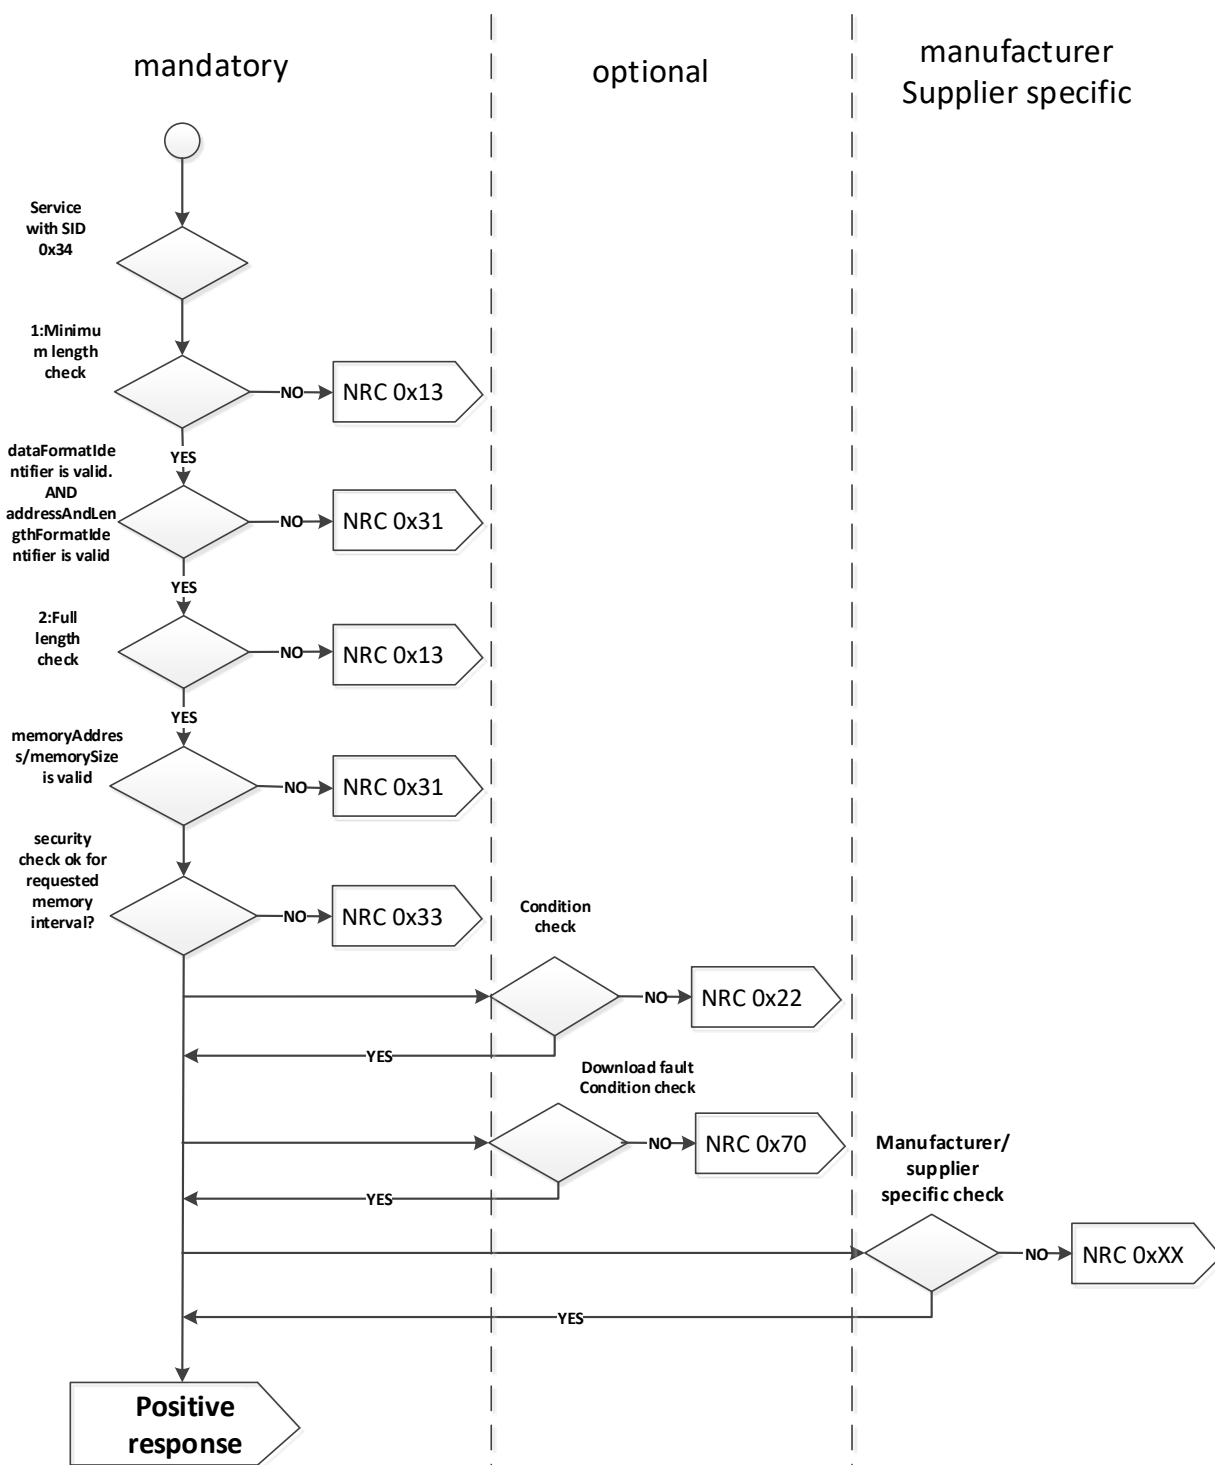 mandatory
optional
manufacturer
Supplier specific
Service
with SID
0x34
1:Minimu
m length
check
NO
NRC 0x13
YES
dataFormatIde
ntifier is valid.
AND
addressAndLen
gthFormatIde
ntifier is valid
NO
NRC 0x31
YES
2:Full
length
check
NO
NRC 0x13
YES
memoryAddres
s/memorySize
is valid
NO
NRC 0x31
security
check ok for
requested
memory
interval?
NO
NRC 0x33
Condition
check
NO
NRC 0x22
YES
Download fault
Condition check
NO
NRC 0x70
YES
Manufacturer/
supplier
specific check
NO
NRC 0xXX
YES
Positive
response